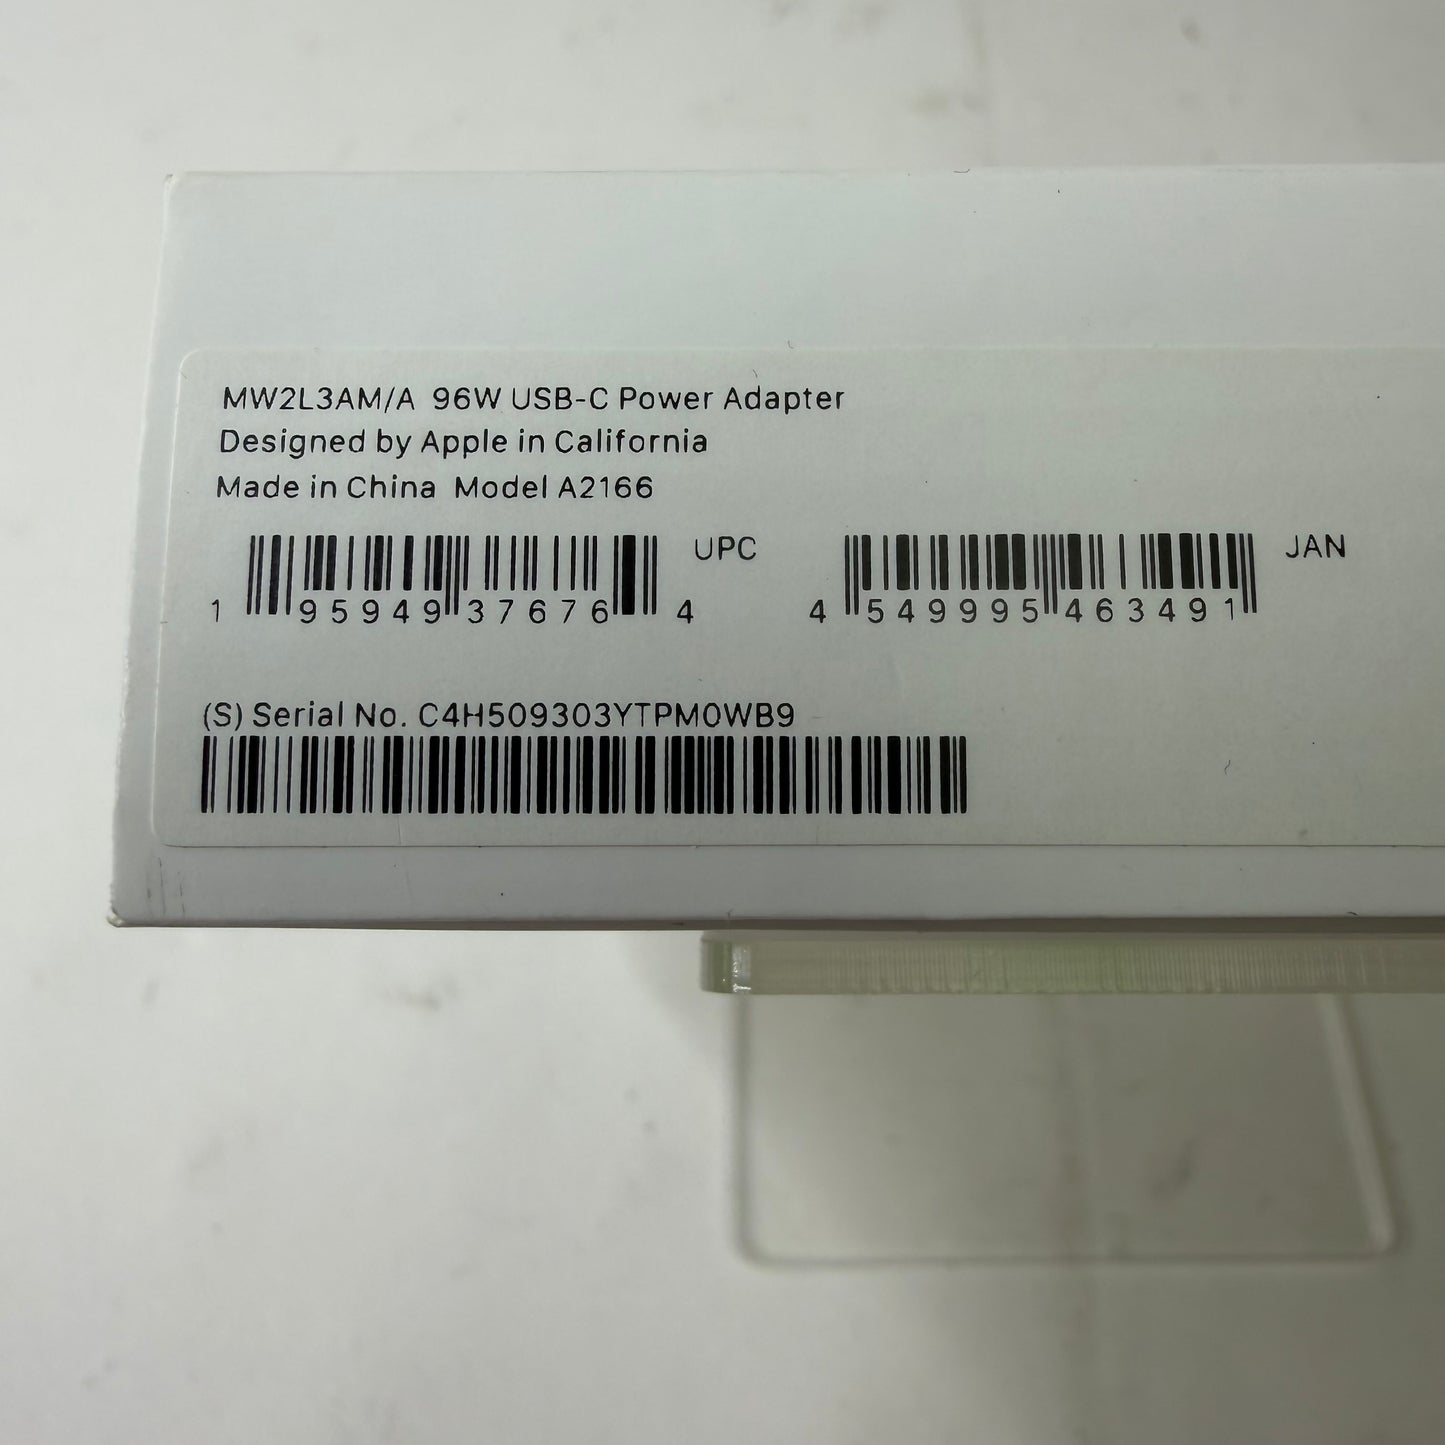 MW2L3AM/A 96W USB-C Power Adapter
Designed by Apple in California
Made in China Model A2166
UPC
1 95949 37676 4
JAN
4 549995 463491
(S) Serial No. C4H509303YTPM0WB9